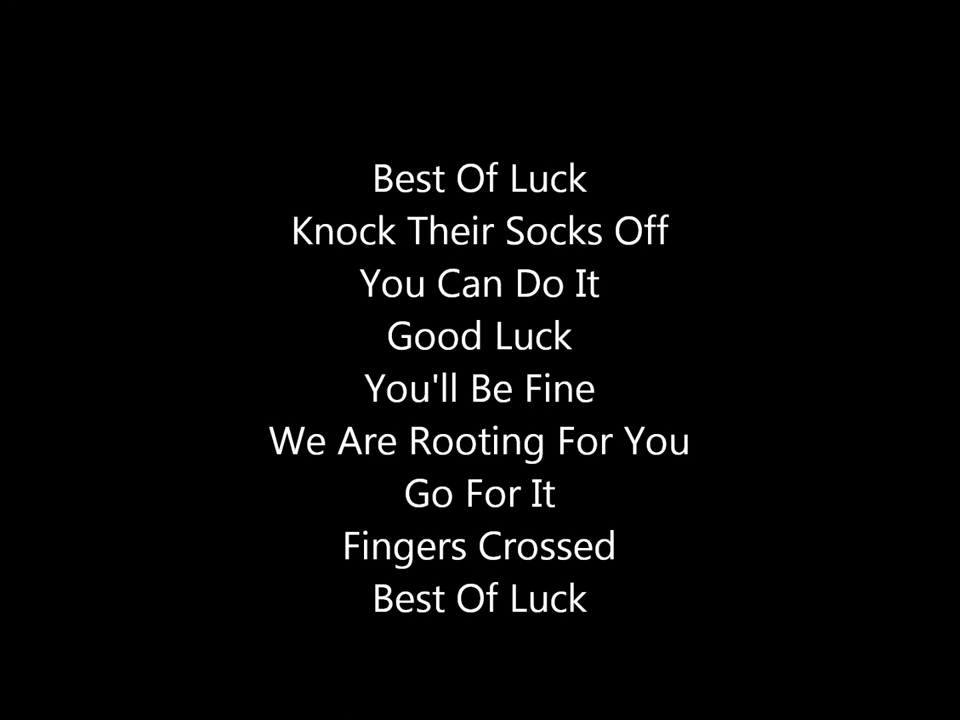 Best Of Luck
Knock Their Socks Off
You Can Do It
Good Luck
You'll Be Fine
We Are Rooting For You
Go For It
Fingers Crossed
Best Of Luck